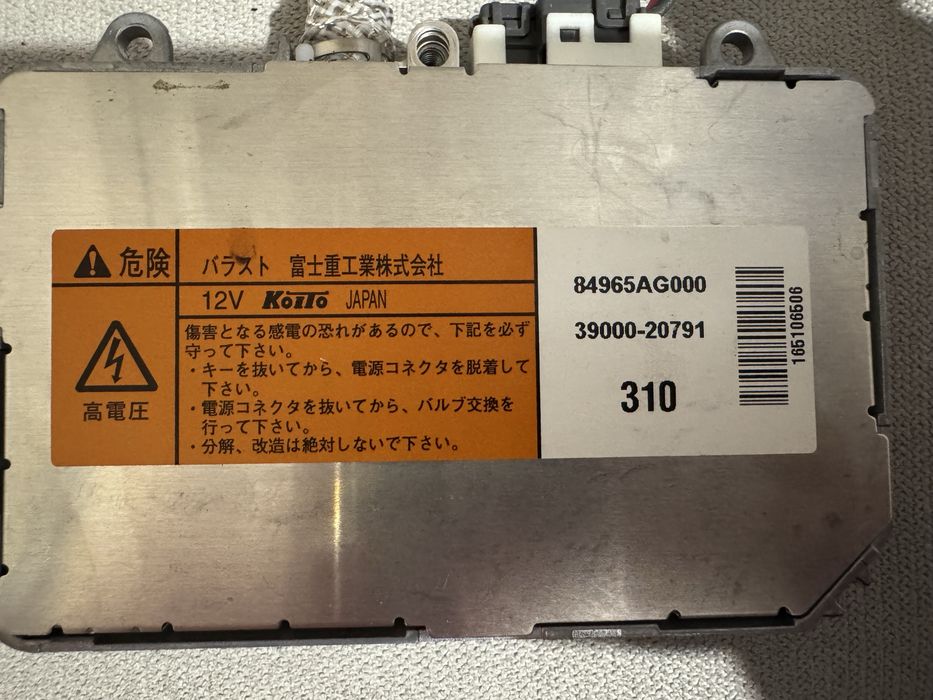 危険
バラスト 富士重工業株式会社
12V KOITO JAPAN
高電圧
傷害となる感電の恐れがあるので、下記を必ず
守って下さい。
・キーを抜いてから、電源コネクタを脱着して
下さい。
・電源コネクタを抜いてから、バルブ交換を
行って下さい。
・分解、改造は絶対しないで下さい。
84965AG000
39000-20791
310
165106506